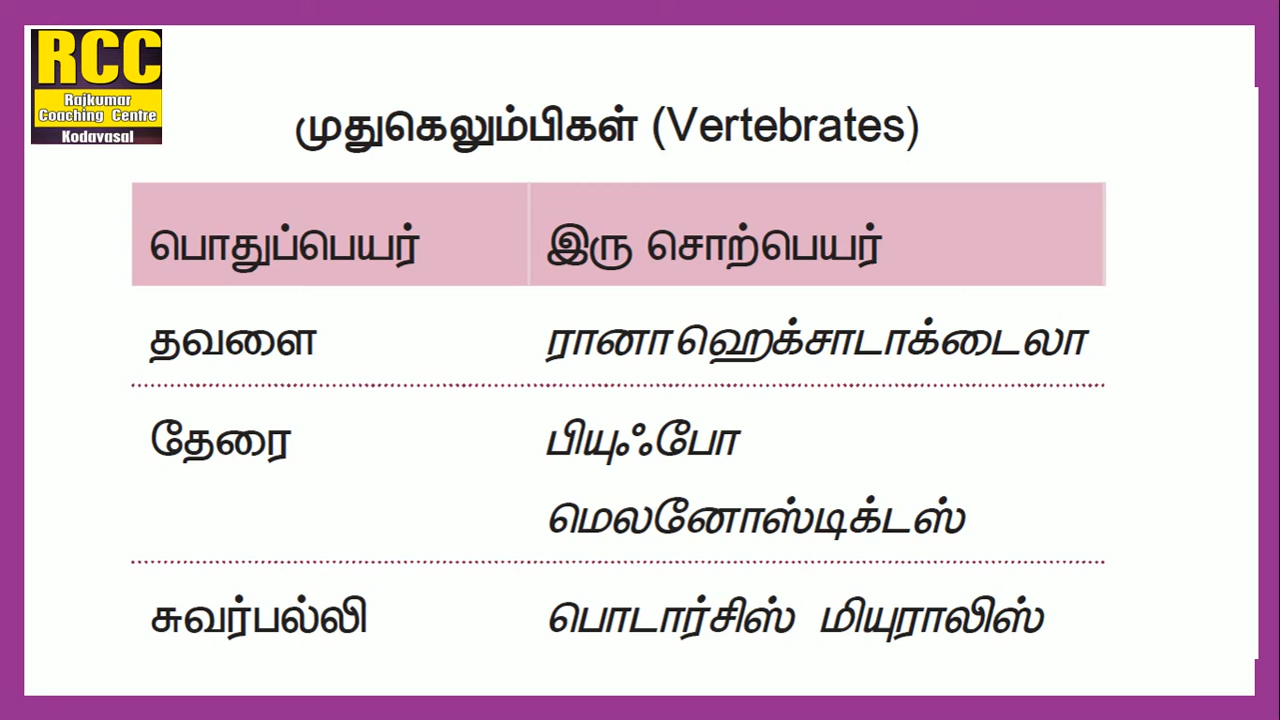 RCC
Rajkumar
Coaching Centre
Kodavasal
முதுகெலும்பிகள் (Vertebrates)
பொதுப்பெயர் இரு சொற்பெயர்
தவளை ரானா ஹெக்சாடாக்டைலா
தேரை பியுஃபோ
மெலனோஸ்டிக்டஸ்
சுவர்பல்லி பொடார்சிஸ் மியுராலிஸ்